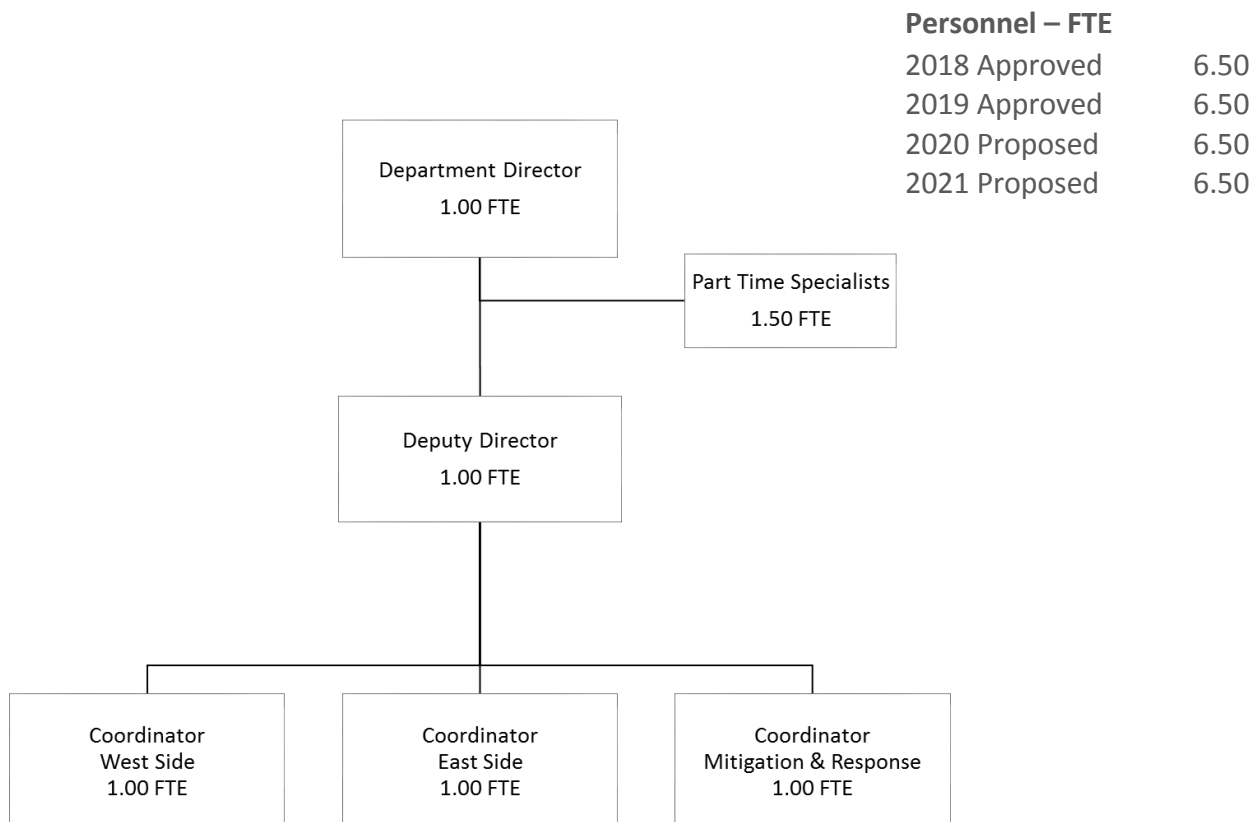 Personnel – FTE
2018 Approved 6.50
2019 Approved 6.50
2020 Proposed 6.50
2021 Proposed 6.50
Department Director
1.00 FTE
Part Time Specialists
1.50 FTE
Deputy Director
1.00 FTE
Coordinator
West Side
1.00 FTE
Coordinator
East Side
1.00 FTE
Coordinator
Mitigation & Response
1.00 FTE